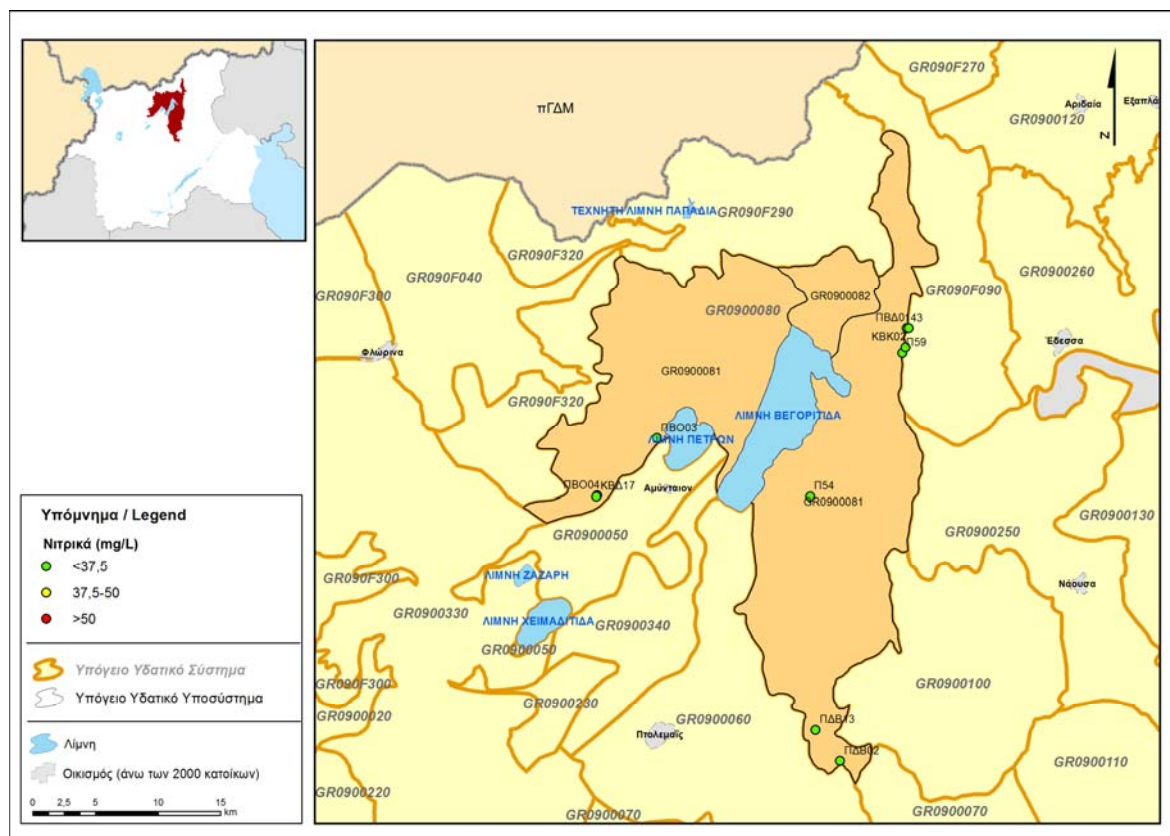 πΓΔΜ
GR090F270
Αριδαία
Εξαπλά
GR0900120
N
ΤΕΧΝΗΤΗ ΛΙΜΝΗ ΠΑΠΑΔΙΑ
GR090F290
GR090F320
GR090F040
GR090F300
GR0900260
GR090F090
GR0900082
GR0900080
ΠΒΔ0143
ΚΒΚ02
Π59
Έδεσσα
Φλώρινα
GR0900081
GR090F320
ΛΙΜΝΗ ΒΕΓΟΡΙΤΙΔΑ
ΠΒΟ03
ΛΙΜΝΗ ΠΕΤΡΩΝ
ΠΒΟ04
ΚΒΔ17
Αμύνταιον
Π54
GR0900081
GR0900130
GR0900250
GR0900050
GR090F300
ΛΙΜΝΗ ΖΑΖΑΡΗ
Νάουσα
GR0900330
ΛΙΜΝΗ ΧΕΙΜΑΔΙΤΙΔΑ
GR0900340
GR0900050
GR090F300
GR0900100
GR0900230
GR0900020
GR0900060
Πτολεμαΐς
ΠΔΒ13
ΠΔΒ02
GR0900110
GR0900220
GR0900070
GR0900070
Υπόμνημα / Legend
Νιτρικά (mg/L)
<37,5
37,5-50
>50
Υπόγειο Υδατικό Σύστημα
Υπόγειο Υδατικό Υποσύστημα
Λίμνη
Οικισμός (άνω των 2000 κατοίκων)
0 2,5 5 10 15
km